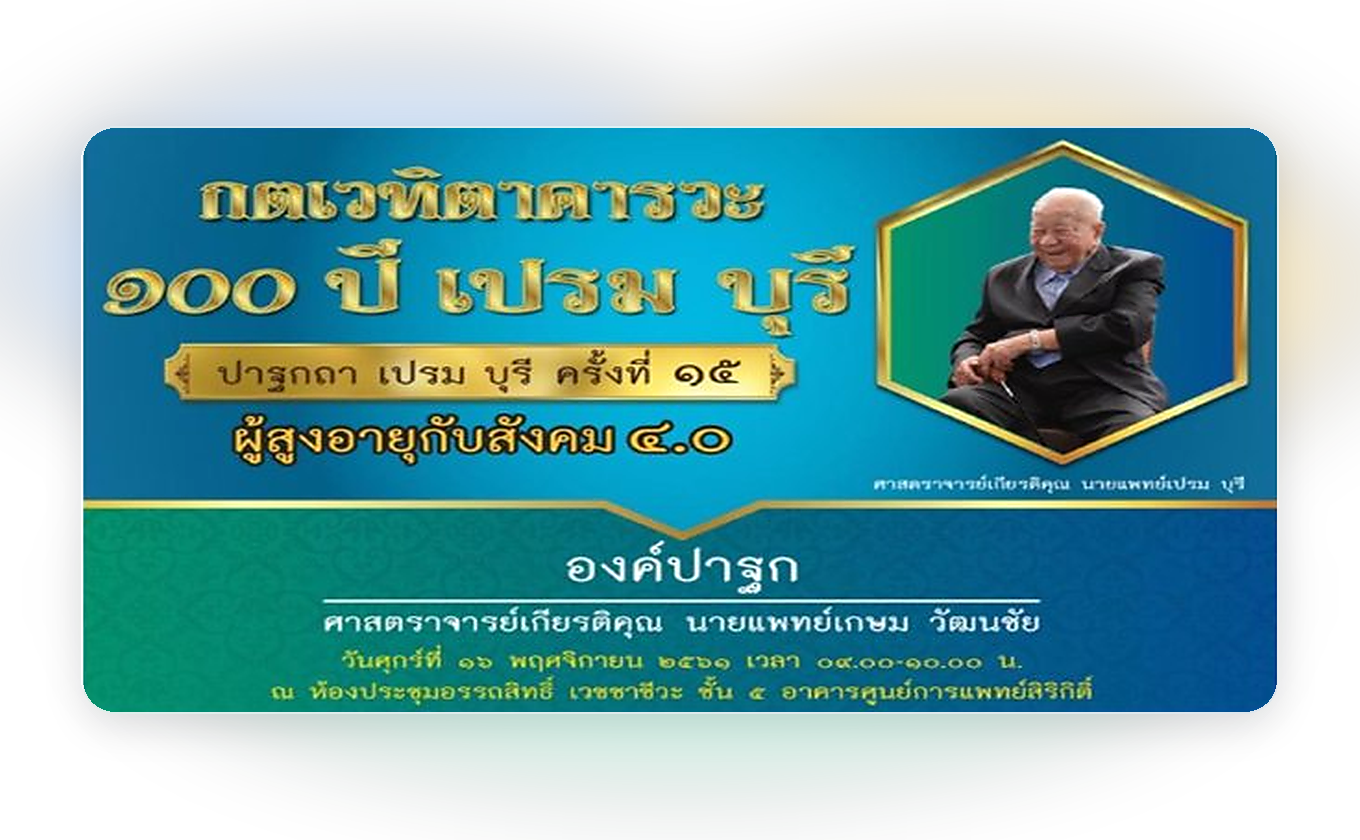 กตเวทิตาคารวะ
๑๐๐ ปี เปรม บุรี
ปาฐกถา เปรม บุรี ครั้งที่ ๑๕
ผู้สูงอายุกับสังคม ๔.๐
ศาสตราจารย์เกียรติคุณ นายแพทย์เปรม บุรี
องค์ปาฐก
ศาสตราจารย์เกียรติคุณ นายแพทย์เกษม วัฒนชัย
วันศุกร์ที่ ๑๖ พฤศจิกายน ๒๕๖๑ เวลา ๐๙.๐๐-๑๐.๐๐ น.
ณ ห้องประชุมอรรถสิทธิ์ เวชชาชีวะ ชั้น ๕ อาคารศูนย์การแพทย์สิริกิติ์